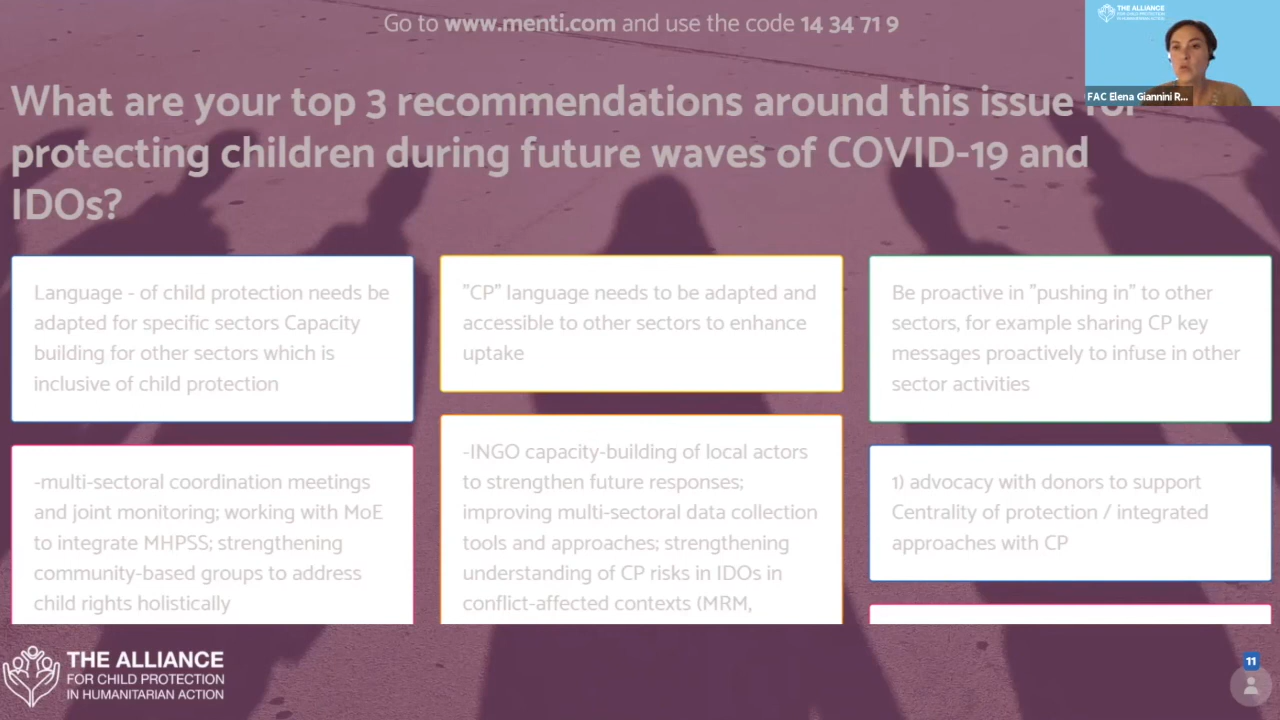 Go to www.menti.com and use the code 14 34 71 9
THE ALLIANCE
FOR CHILD PROTECTION
IN HUMANITARIAN ACTION
FAC Elena Giannini R...
What are your top 3 recommendations around this issue for
protecting children during future waves of COVID-19 and
IDOs?
Language - of child protection needs be
adapted for specific sectors Capacity
building for other sectors which is
inclusive of child protection
"CP" language needs to be adapted and
accessible to other sectors to enhance
uptake
Be proactive in "pushing in" to other
sectors, for example sharing CP key
messages proactively to infuse in other
sector activities
-multi-sectoral coordination meetings
and joint monitoring; working with MoE
to integrate MHPSS; strengthening
community-based groups to address
child rights holistically
-INGO capacity-building of local actors
to strengthen future responses;
improving multi-sectoral data collection
tools and approaches; strengthening
understanding of CP risks in IDOs in
conflict-affected contexts (MRM,
1) advocacy with donors to support
Centrality of protection / integrated
approaches with CP
THE ALLIANCE
FOR CHILD PROTECTION
IN HUMANITARIAN ACTION
11